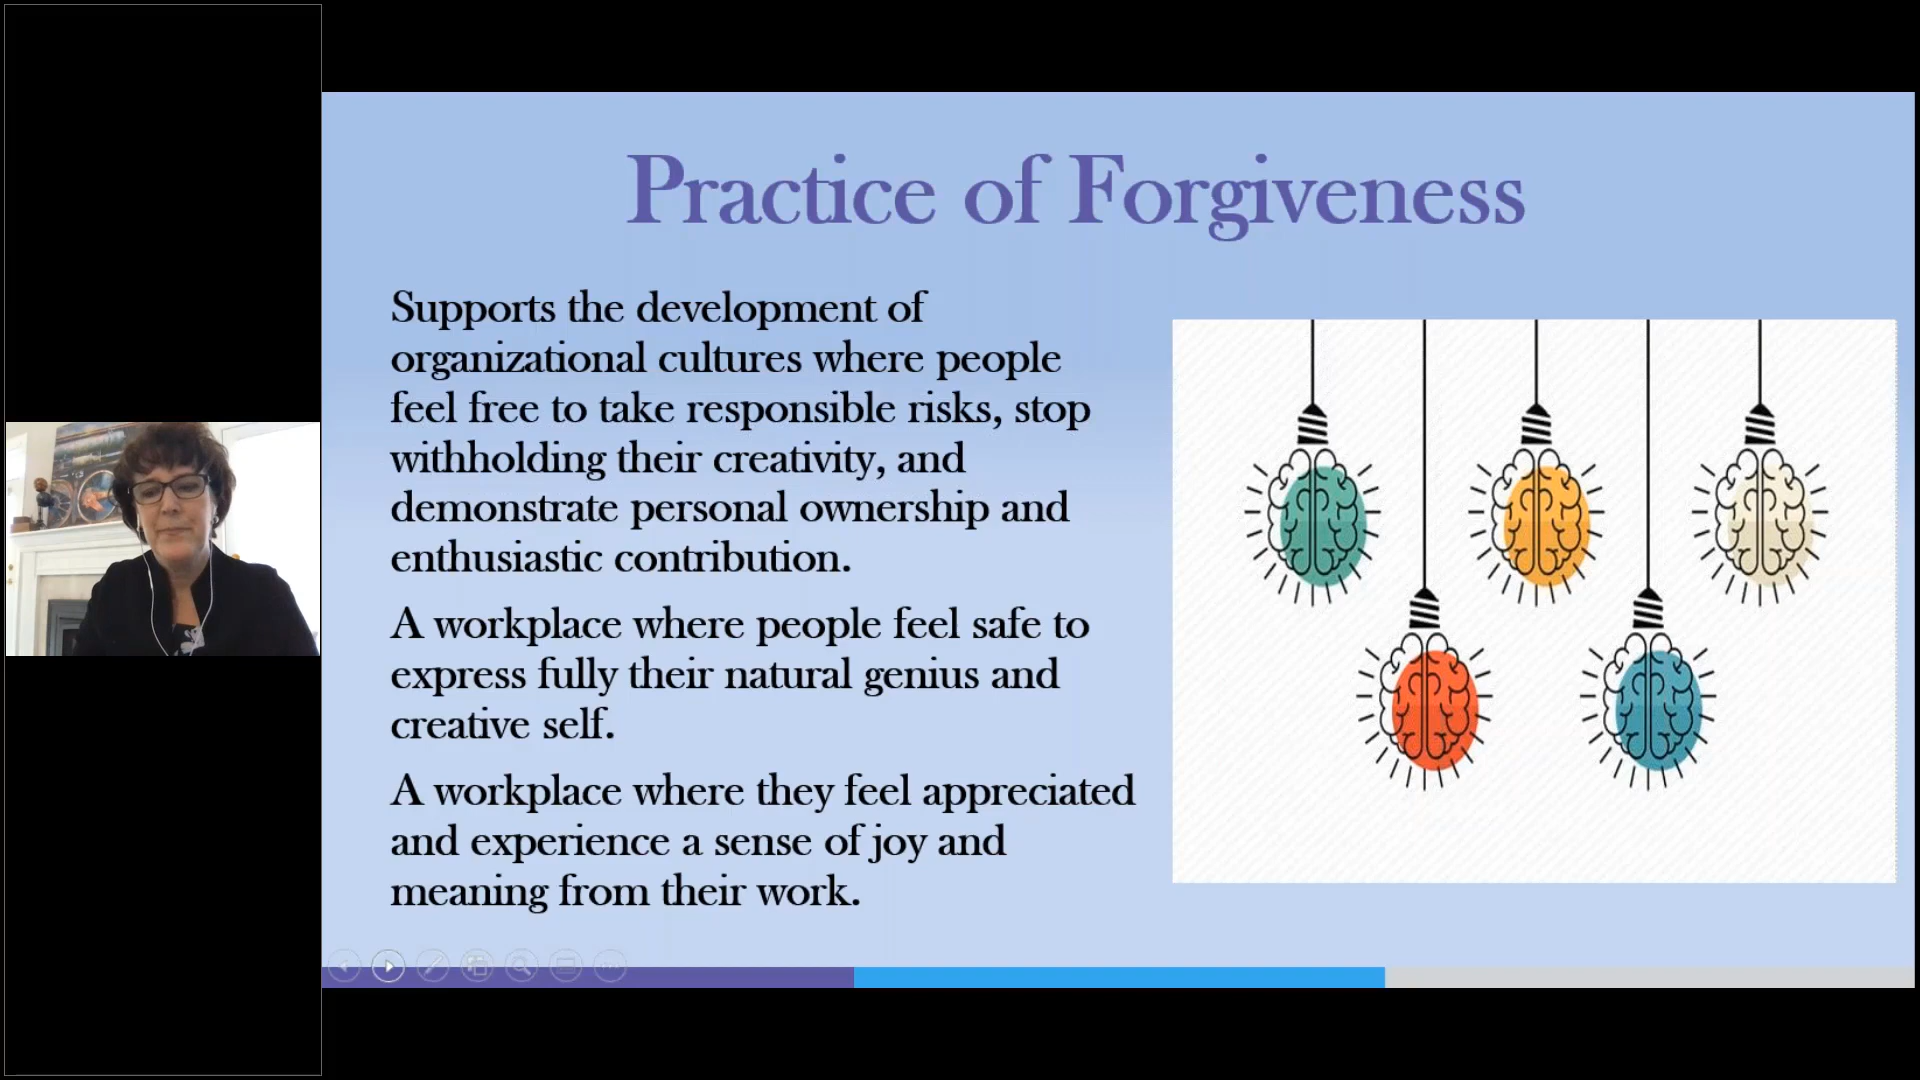 Practice of Forgiveness
Supports the development of
organizational cultures where people
feel free to take responsible risks, stop
withholding their creativity, and
demonstrate personal ownership and
enthusiastic contribution.
A workplace where people feel safe to
express fully their natural genius and
creative self.
A workplace where they feel appreciated
and experience a sense of joy and
meaning from their work.